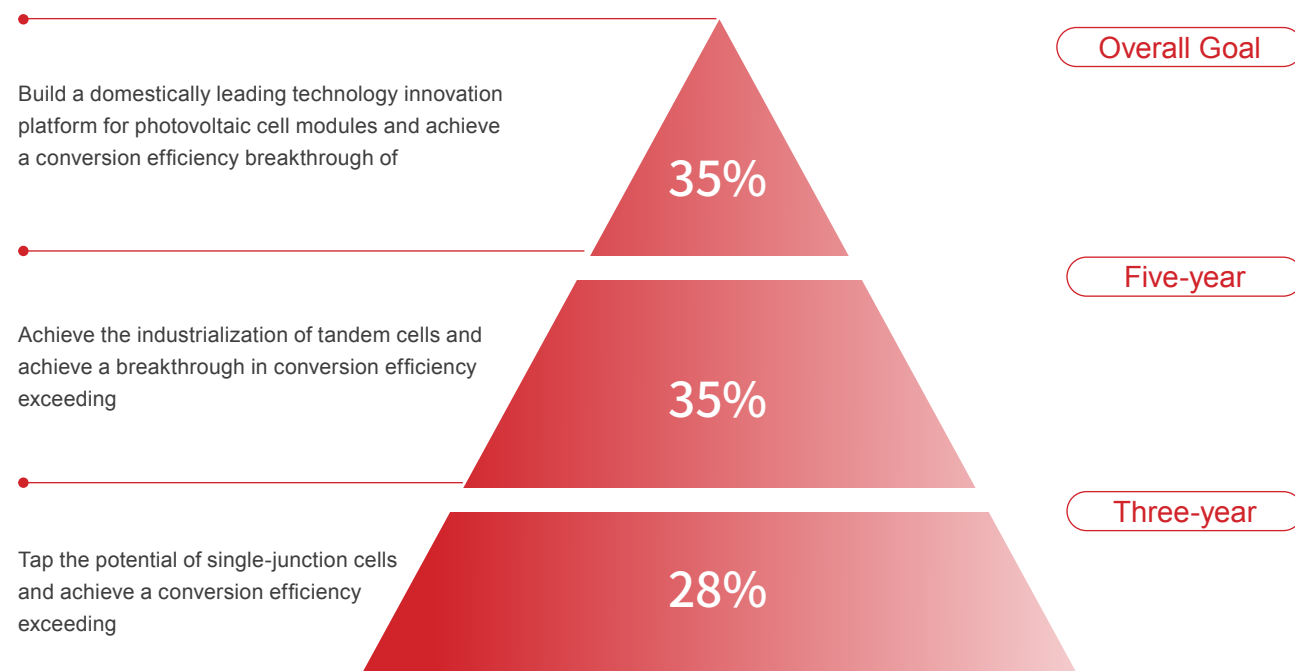 Overall Goal
Build a domestically leading technology innovation
platform for photovoltaic cell modules and achieve
a conversion efficiency breakthrough of
35%
Five-year
Achieve the industrialization of tandem cells and
achieve a breakthrough in conversion efficiency
exceeding
35%
Three-year
Tap the potential of single-junction cells
and achieve a conversion efficiency
exceeding
28%